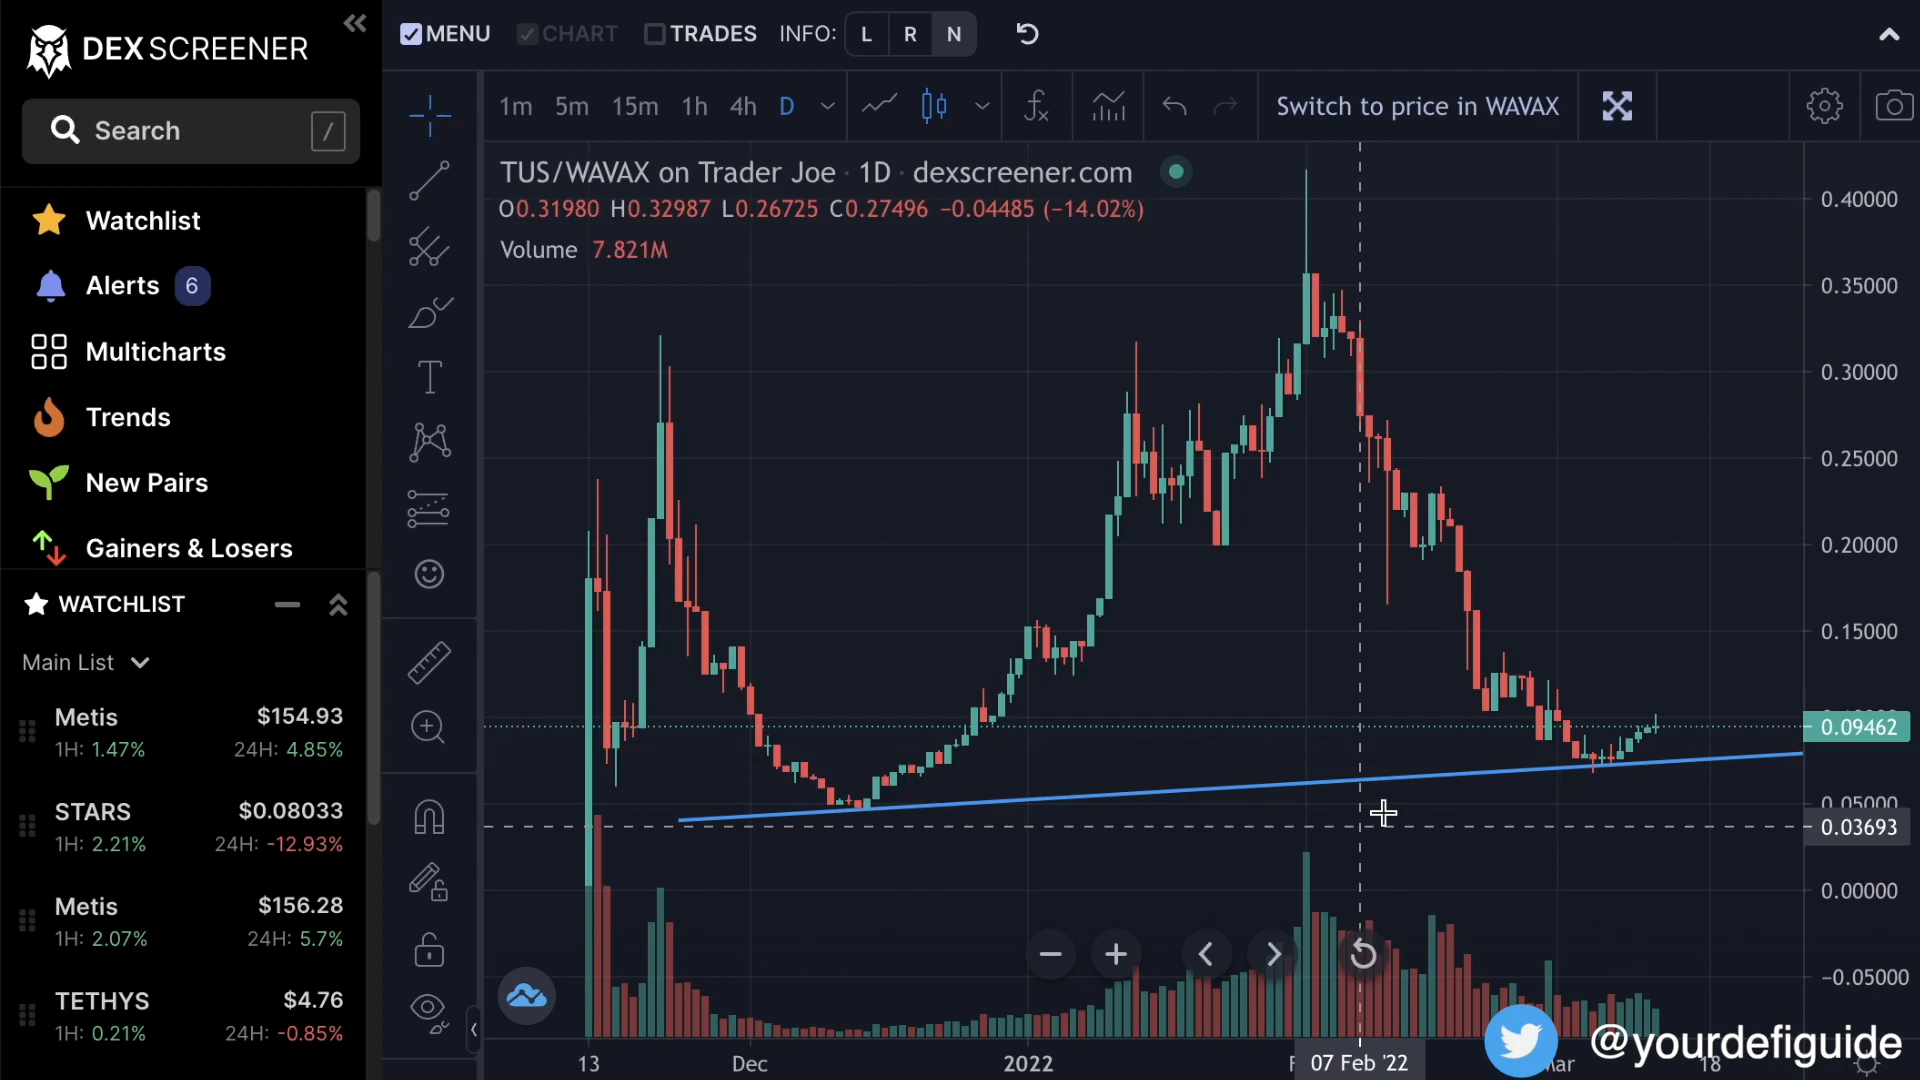 DEX SCREENER
MENU CHART TRADES INFO: L R N
Search /
1m 5m 15m 1h 4h D Switch to price in WAVAX
TUS/WAVAX on Trader Joe · 1D · dexscreener.com
O0.31980 H0.32987 L0.26725 C0.27496 −0.04485 (−14.02%)
Volume 7.821M
Watchlist
Alerts 6
Multicharts
Trends
New Pairs
Gainers & Losers
WATCHLIST
Main List
Metis $154.93
1H: 1.47% 24H: 4.85%
STARS $0.08033
1H: 2.21% 24H: -12.93%
Metis $156.28
1H: 2.07% 24H: 5.7%
TETHYS $4.76
1H: 0.21% 24H: -0.85%
0.40000
0.35000
0.30000
0.25000
0.20000
0.15000
0.09462
0.05000
0.03693
0.00000
−0.05000
13 Dec 2022 07 Feb '22 18
@yourdefiguide